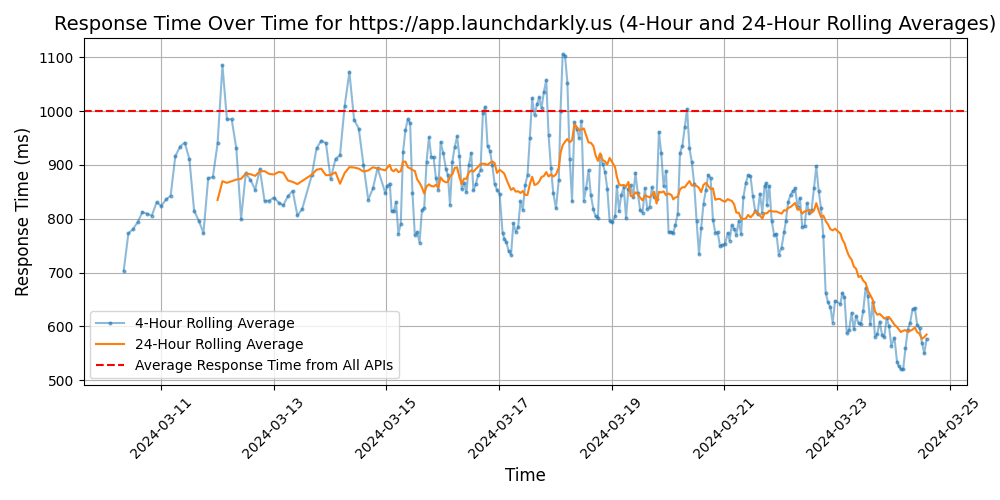 Response Time Over Time for https://app.launchdarkly.us (4-Hour and 24-Hour Rolling Averages)
Response Time (ms)
1100
1000
900
800
700
600
500
4-Hour Rolling Average
24-Hour Rolling Average
Average Response Time from All APIs
2024-03-11
2024-03-13
2024-03-15
2024-03-17
2024-03-19
2024-03-21
2024-03-23
2024-03-25
Time